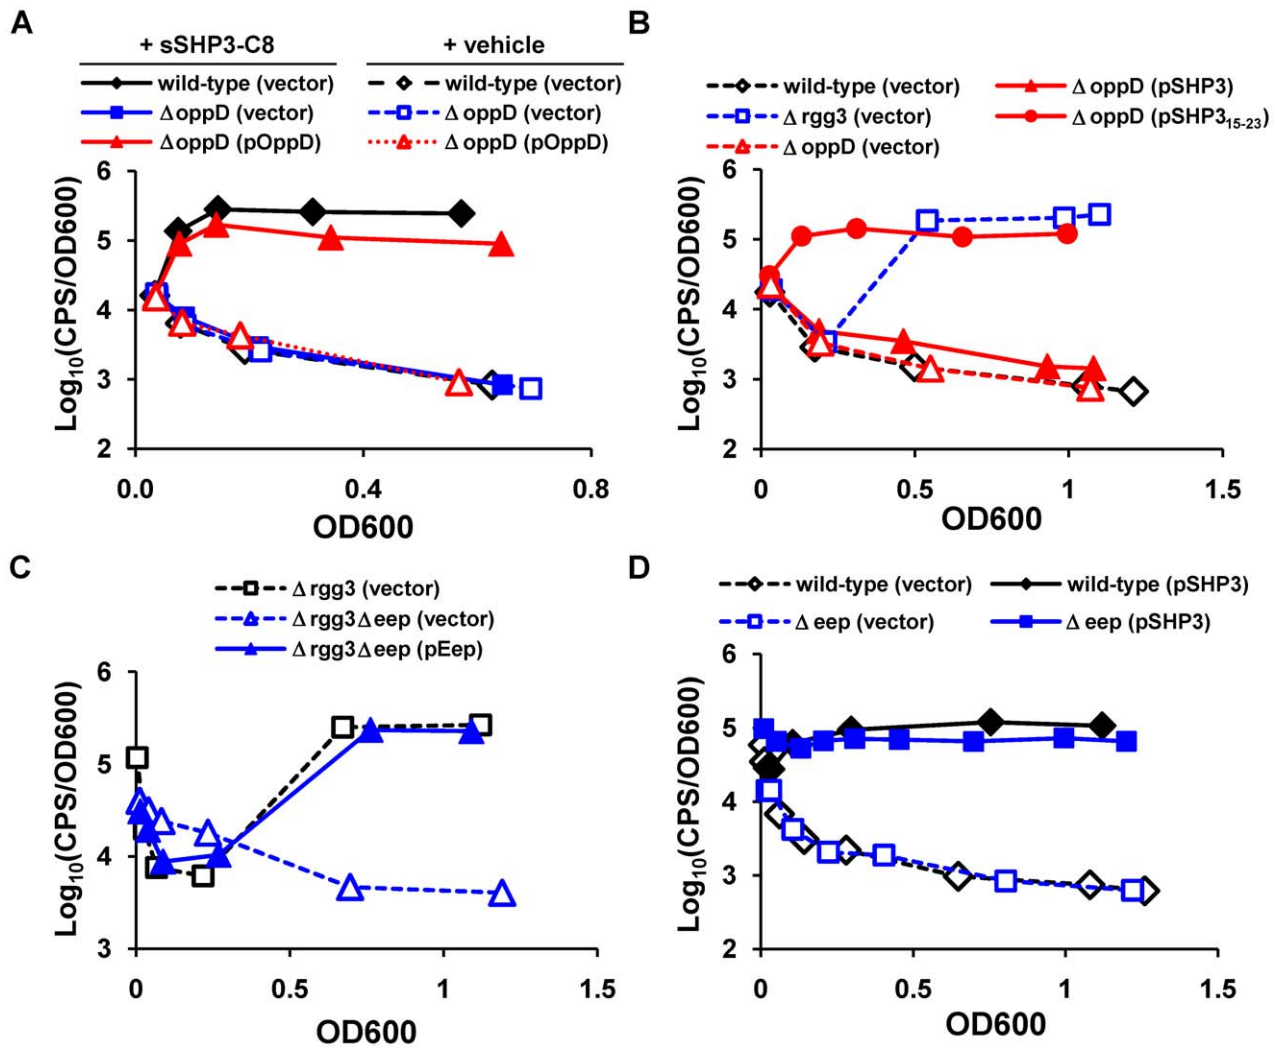 A
+ sSHP3-C8 + vehicle
wild-type (vector) wild-type (vector)
Δ oppD (vector) Δ oppD (vector)
Δ oppD (pOppD) Δ oppD (pOppD)
6
5
4
3
2
Log10(CPS/OD600)
0.0 0.4 0.8
OD600
B
wild-type (vector) Δ oppD (pSHP3)
Δ rgg3 (vector) Δ oppD (pSHP315-23)
Δ oppD (vector)
6
5
4
3
2
Log10(CPS/OD600)
0 0.5 1 1.5
OD600
C
Δ rgg3 (vector)
Δ rgg3Δ eep (vector)
Δ rgg3Δ eep (pEep)
6
5
4
3
Log10(CPS/OD600)
0 0.5 1 1.5
OD600
D
wild-type (vector) wild-type (pSHP3)
Δ eep (vector) Δ eep (pSHP3)
6
5
4
3
2
Log10(CPS/OD600)
0 0.5 1 1.5
OD600